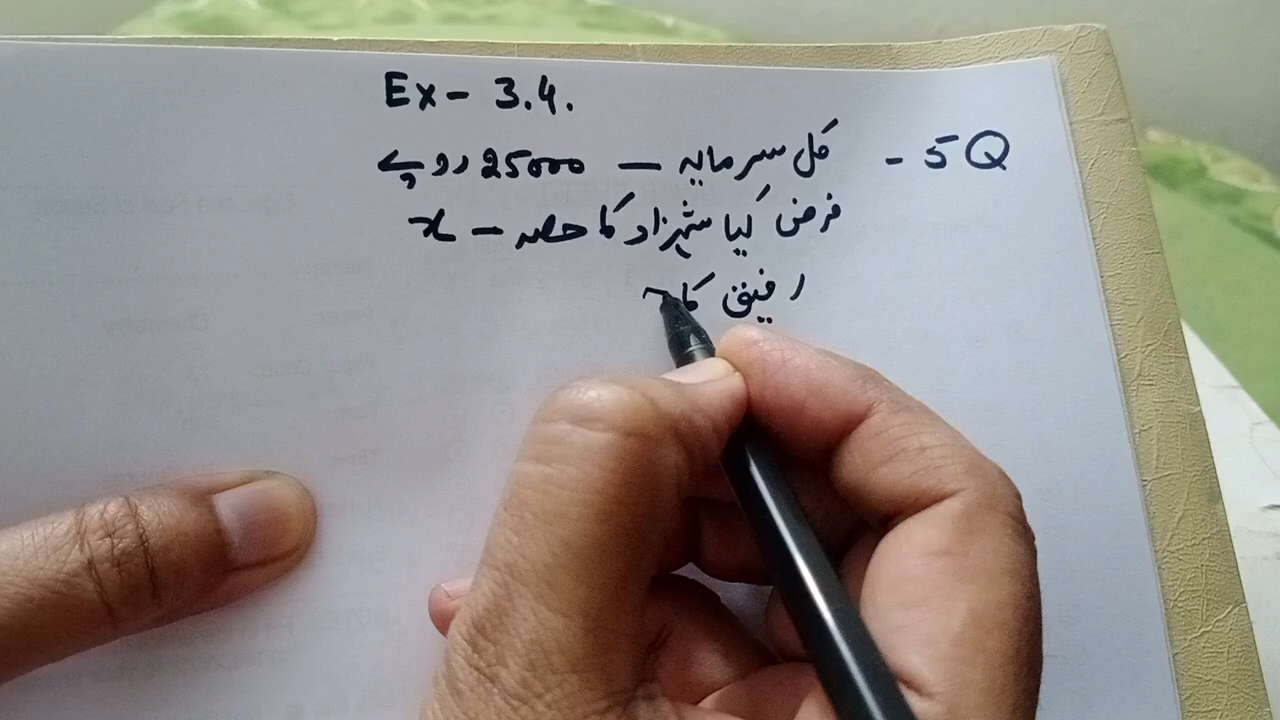 Ex - 3.4.
5Q - کل سرمایہ — 25000 روپے
فرض کیا شہزاد کا حصہ — x
رفیق کا